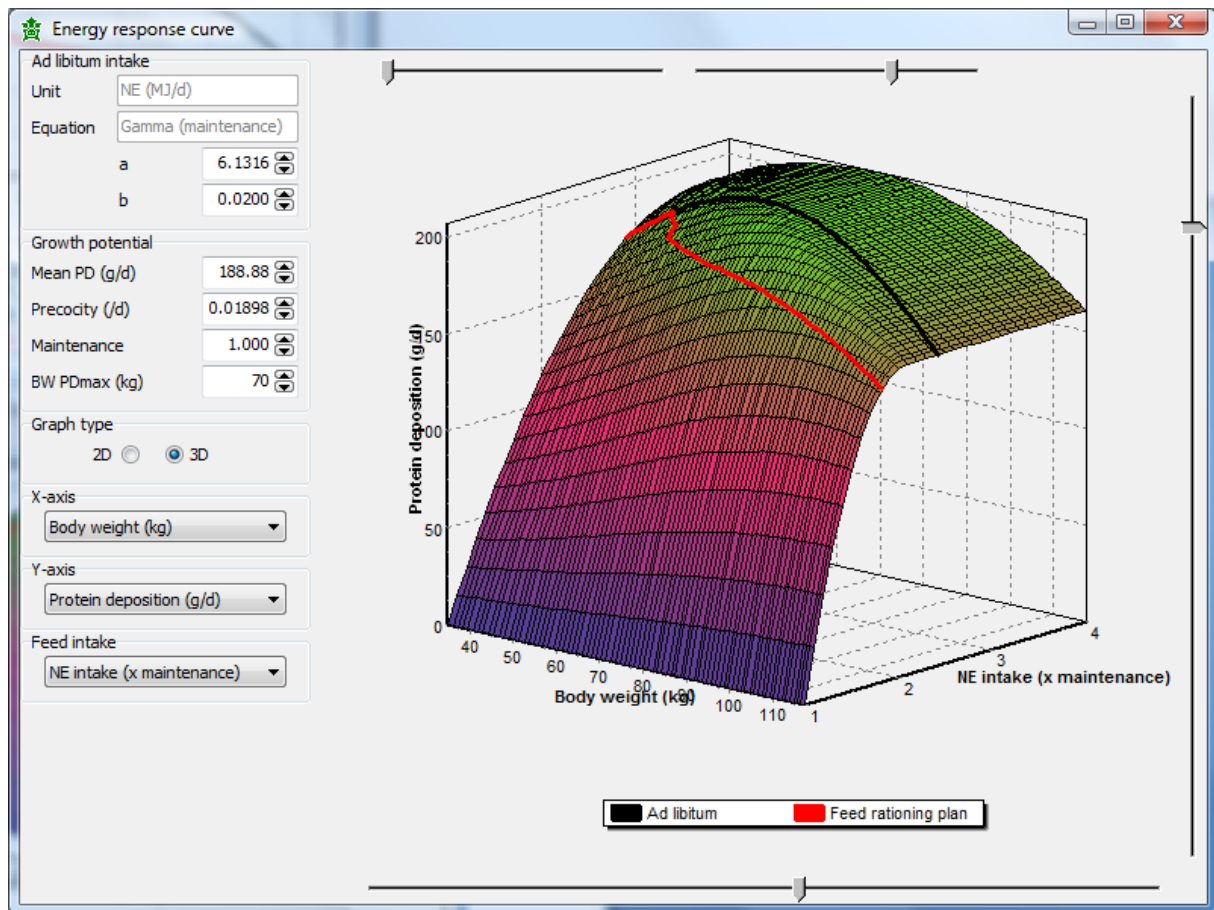 Energy response curve
Ad libitum intake
Unit NE (MJ/d)
Equation Gamma (maintenance)
a 6.1316
b 0.0200
Growth potential
Mean PD (g/d) 188.88
Precocity (/d) 0.01898
Maintenance 1.000
BW PDmax (kg) 70
Graph type
2D 3D
X-axis
Body weight (kg)
Y-axis
Protein deposition (g/d)
Feed intake
NE intake (x maintenance)
200
150
100
50
0
Protein deposition (g/d)
40 50 60 70 80 90 100 110
Body weight (kg)
1 2 3 4
NE intake (x maintenance)
Ad libitum Feed rationing plan